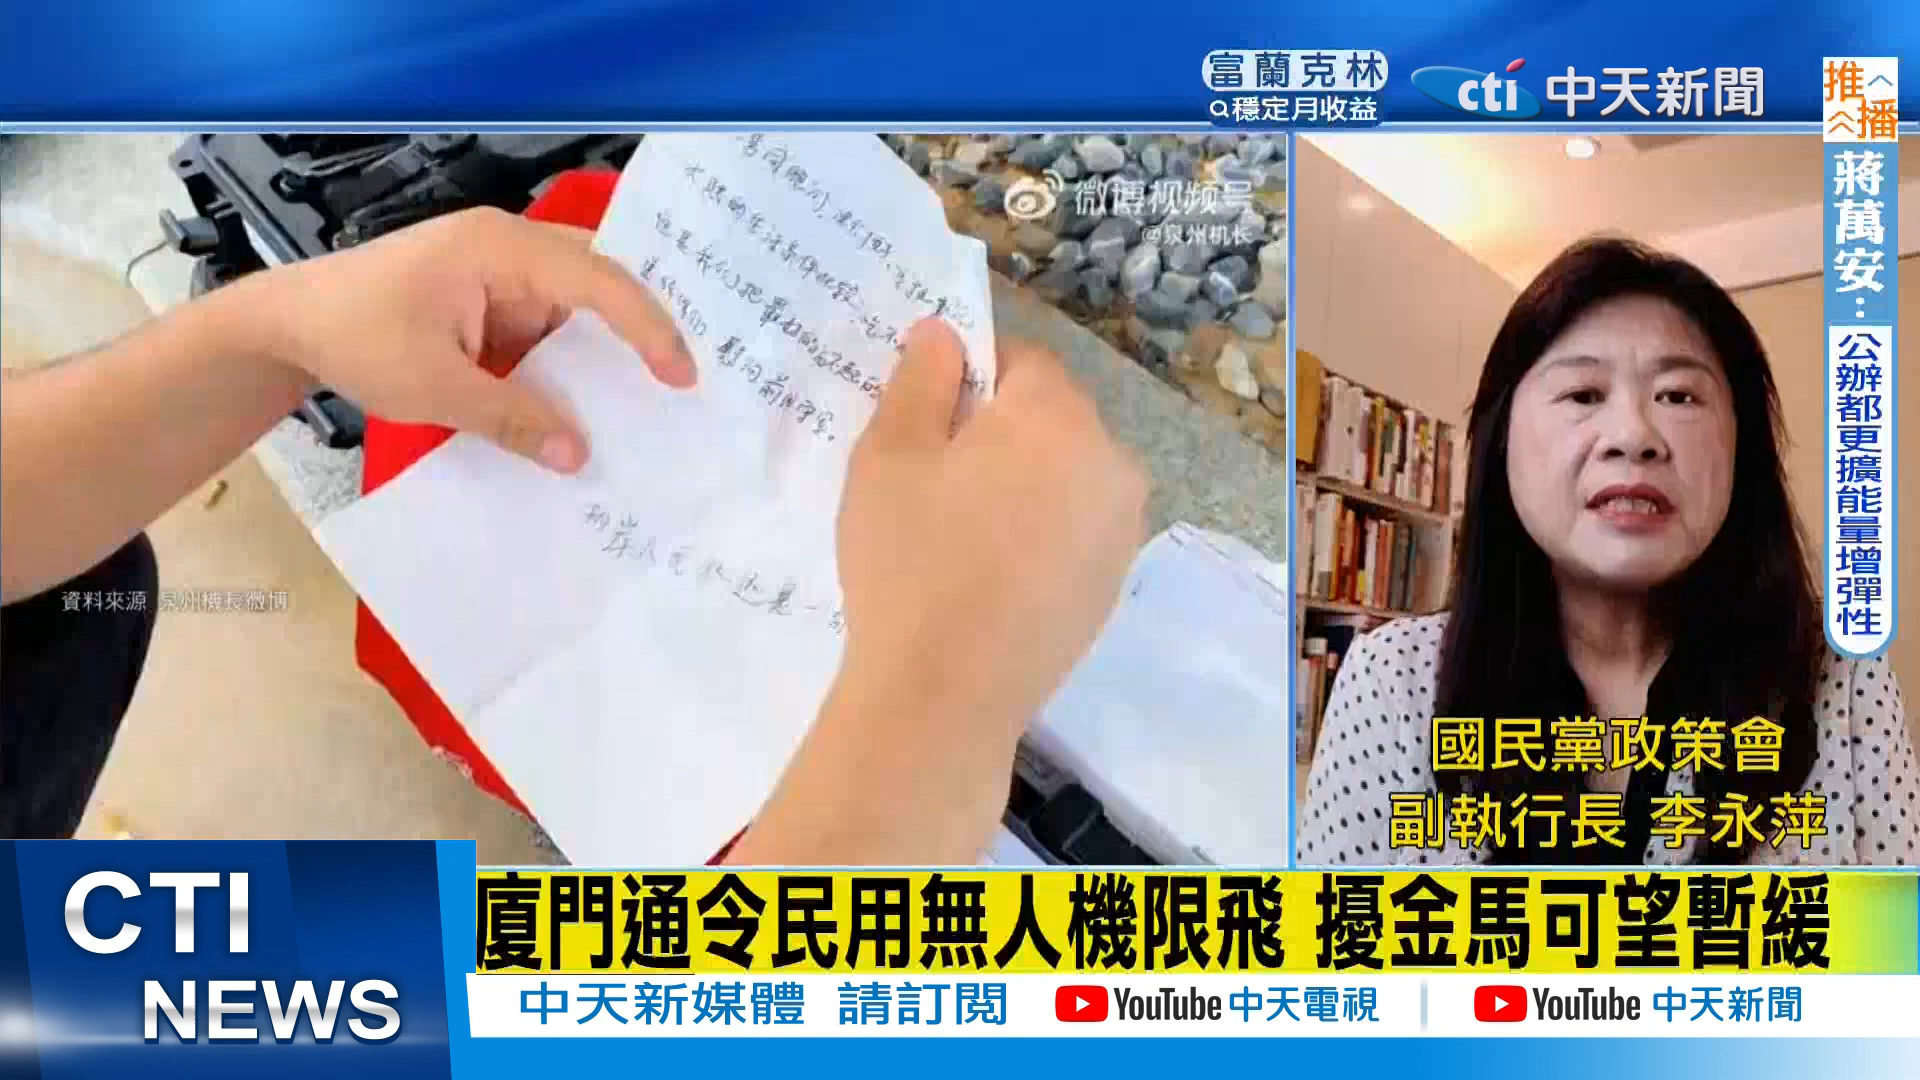 富蘭克林
穩定月收益
cti 中天新聞
推播
蔣萬安：
公辦都更擴能量增彈性
微博视频号
@泉州机长
資料來源 泉州機長微博
國民黨政策會
副執行長 李永萍
CTI
NEWS
廈門通令民用無人機限飛 擾金馬可望暫緩
中天新媒體 請訂閱 YouTube 中天電視 YouTube 中天新聞